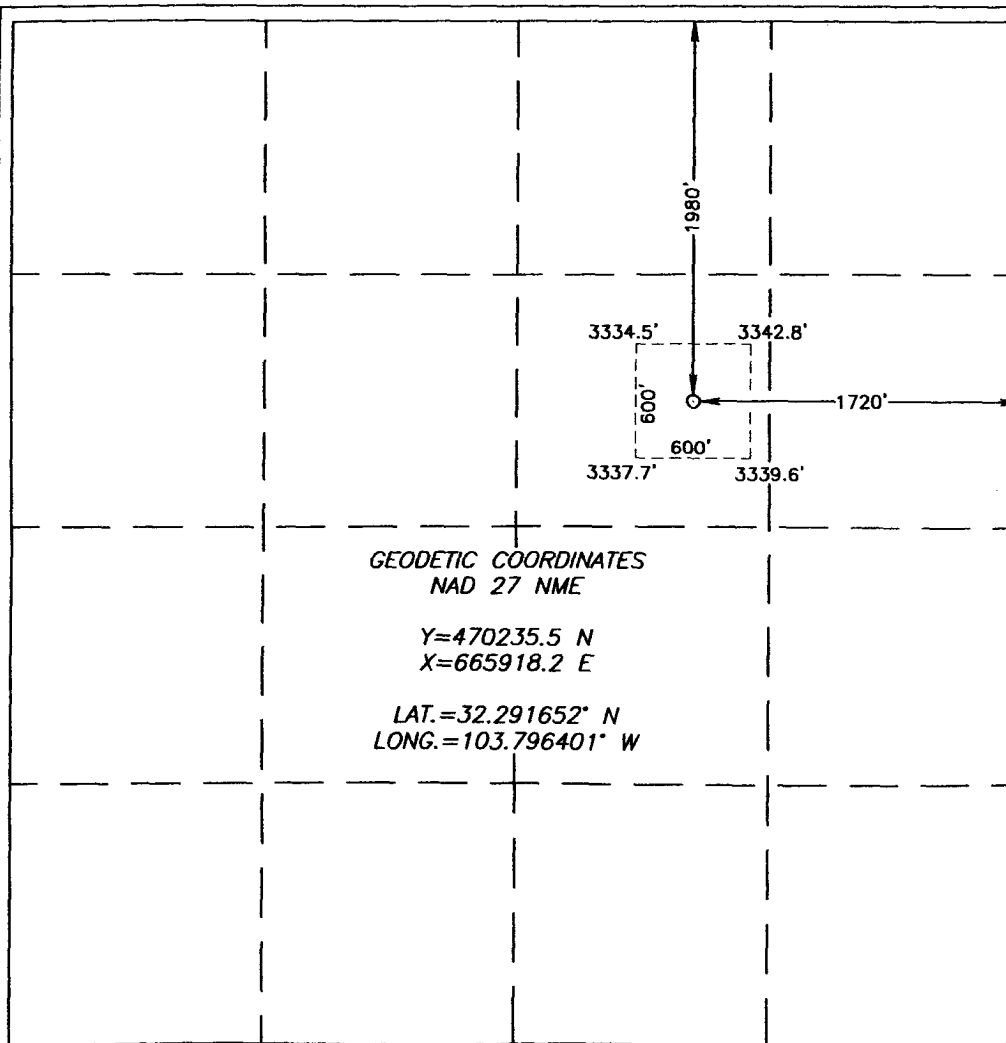 1980'
3334.5' 3342.8'
600'
1720'
600'
3337.7' 3339.6'
GEODETIC COORDINATES
NAD 27 NME
Y=470235.5 N
X=665918.2 E
LAT.=32.291652° N
LONG.=103.796401° W